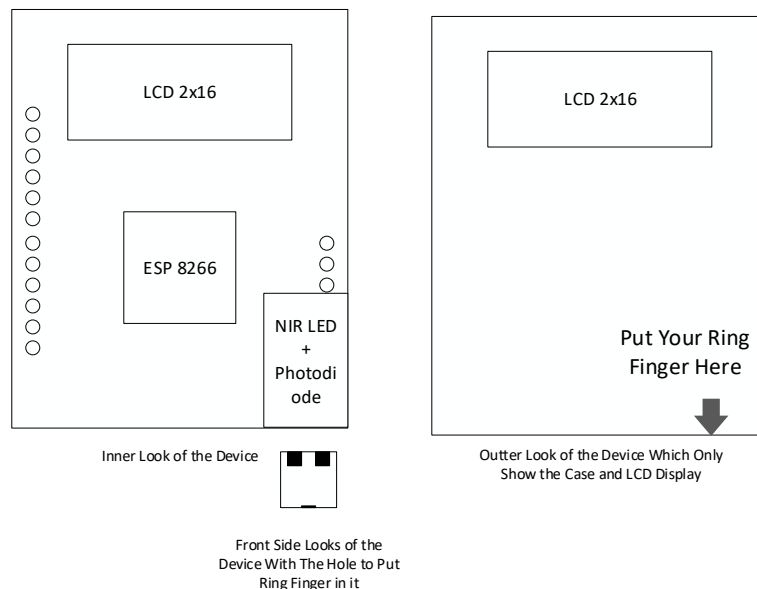 LCD 2x16
ESP 8266
NIR LED
+
Photodi
ode
Inner Look of the Device
Front Side Looks of the
Device With The Hole to Put
Ring Finger in it
LCD 2x16
Put Your Ring
Finger Here
Outter Look of the Device Which Only
Show the Case and LCD Display